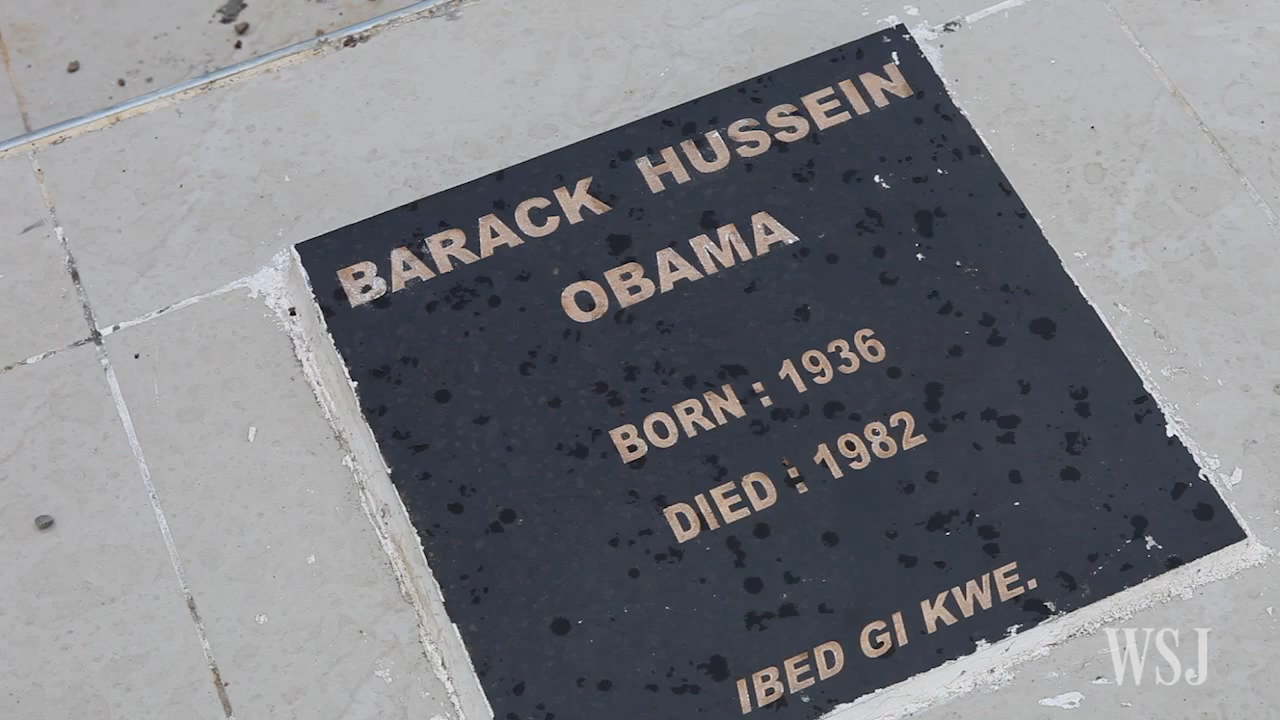 BARACK HUSSEIN
OBAMA
BORN : 1936
DIED : 1982
IBED GI KWE.
WSJ